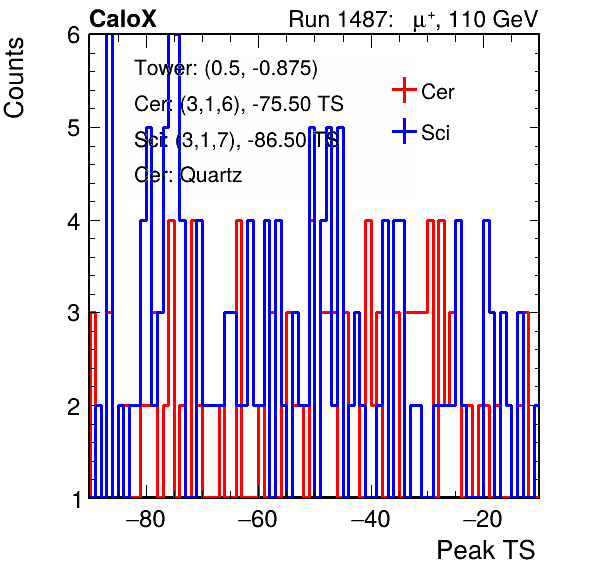 CaloX Run 1487: μ⁺, 110 GeV
Counts
Tower: (0.5, -0.875)
Cer: (3,1,6), -75.50 TS
Sci: (3,1,7), -86.50 TS
Cer: Quartz
Cer
Sci
6
5
4
3
2
1
−80 −60 −40 −20
Peak TS